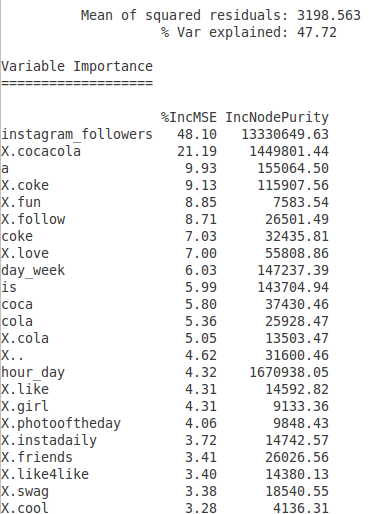 Mean of squared residuals: 3198.563
% Var explained: 47.72
Variable Importance
===================
%IncMSE IncNodePurity
instagram_followers 48.10 13330649.63
X.cocacola 21.19 1449801.44
a 9.93 155064.50
X.coke 9.13 115907.56
X.fun 8.85 7583.54
X.follow 8.71 26501.49
coke 7.03 32435.81
X.love 7.00 55808.86
day_week 6.03 147237.39
is 5.99 143704.94
coca 5.80 37430.46
cola 5.36 25928.47
X.cola 5.05 13503.47
X.. 4.62 31600.46
hour_day 4.32 1670938.05
X.like 4.31 14592.82
X.girl 4.31 9133.36
X.photooftheday 4.06 9848.43
X.instadaily 3.72 14742.57
X.friends 3.41 26026.56
X.like4like 3.40 14380.13
X.swag 3.38 18540.55
X.cool 3.28 4136.31